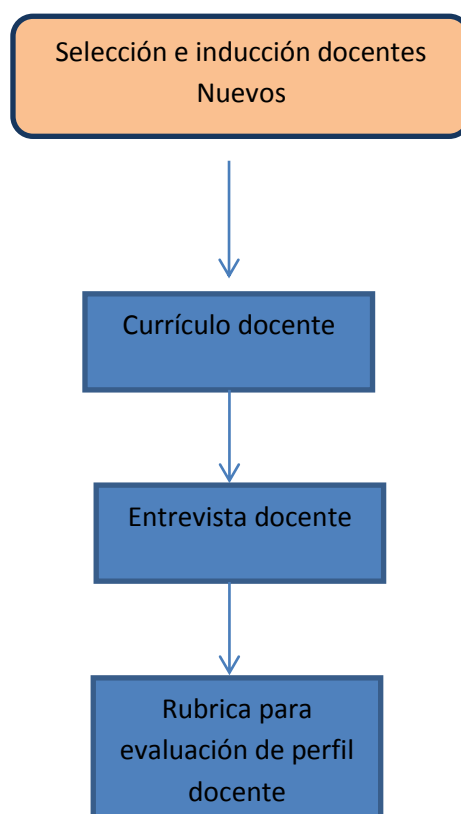 Selección e inducción docentes
Nuevos
Currículo docente
Entrevista docente
Rubrica para
evaluación de perfil
docente